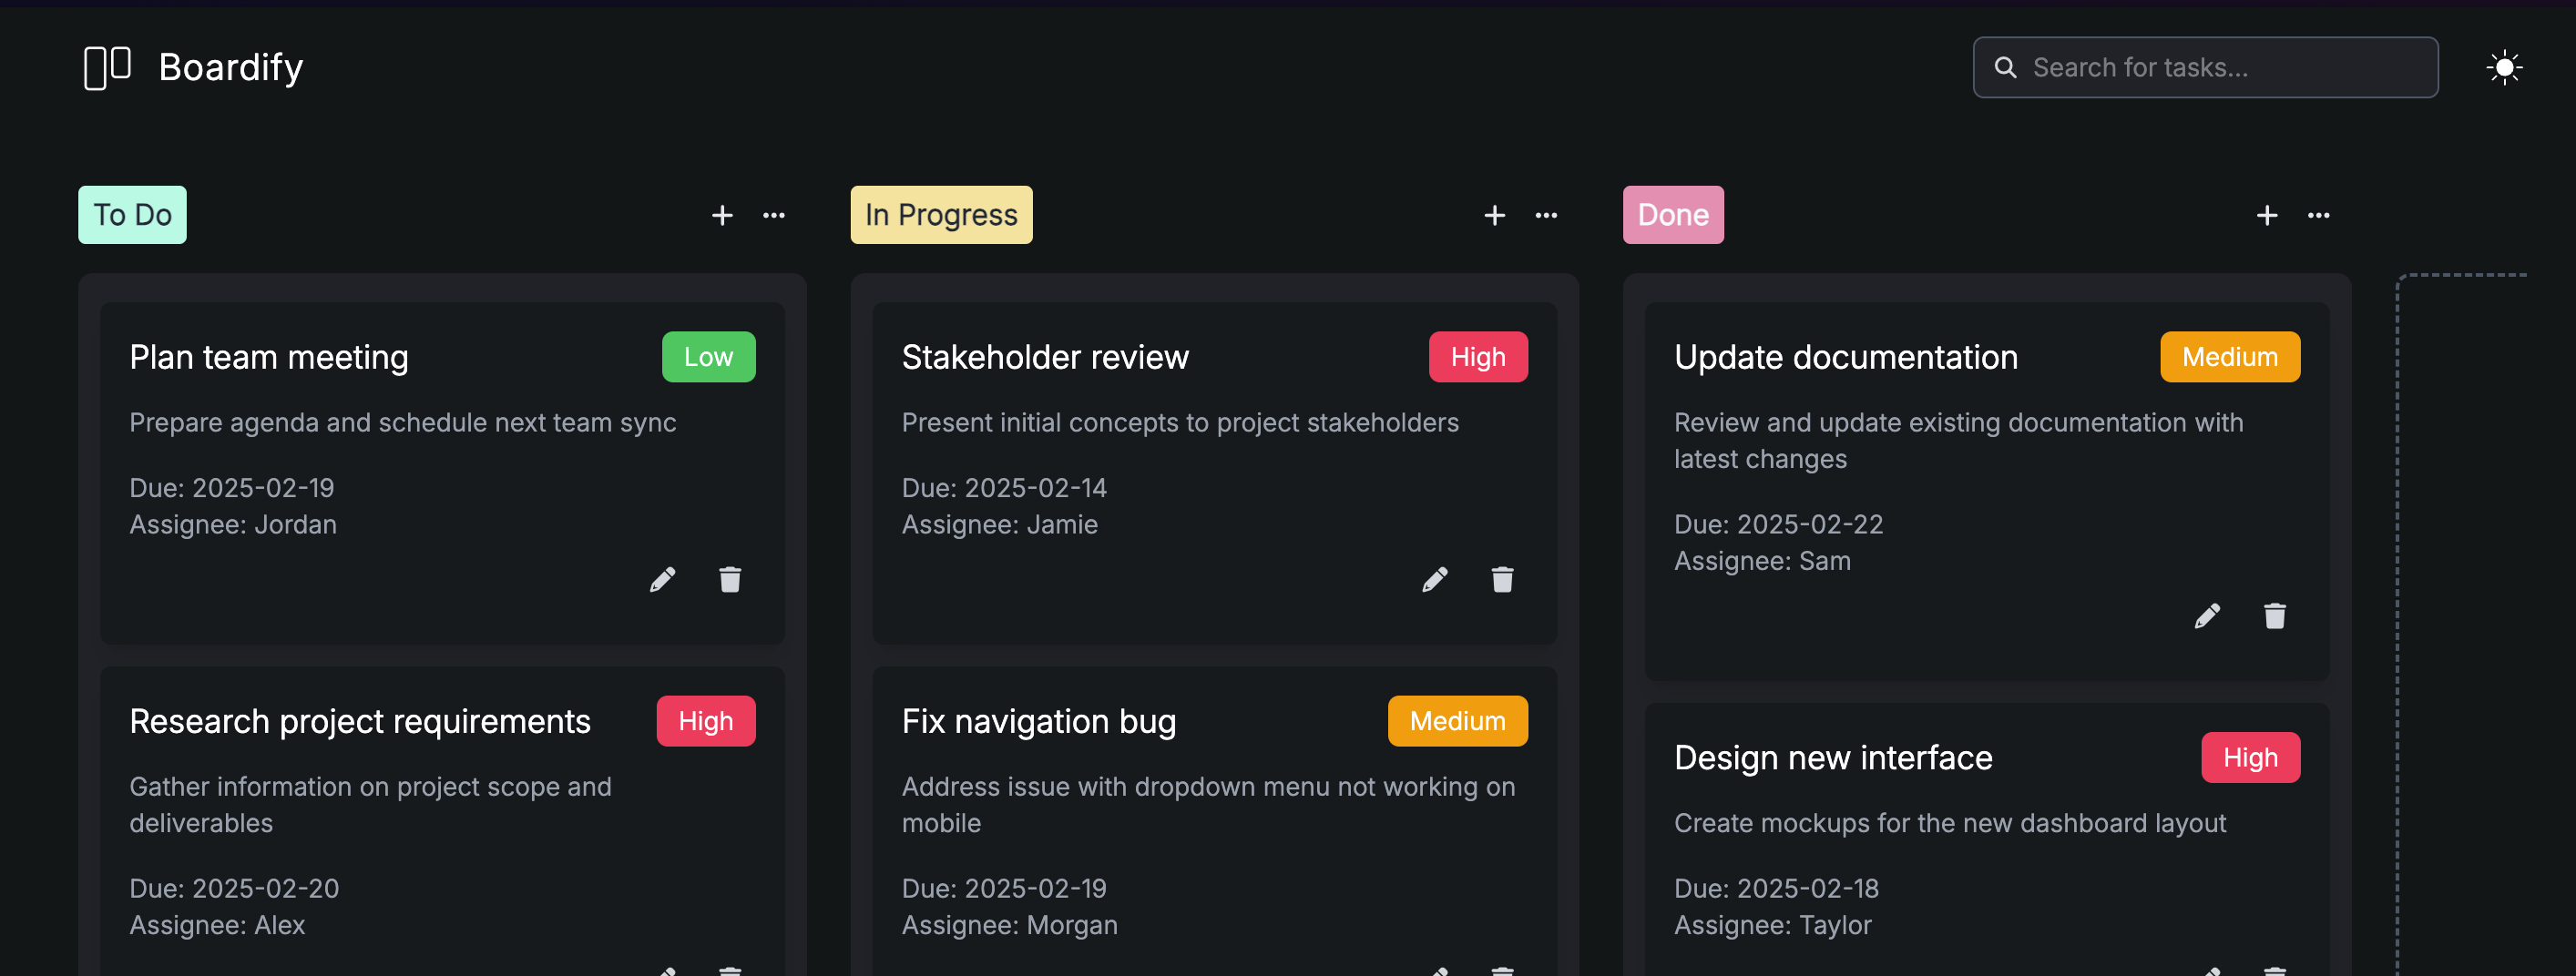 Boardify
Search for tasks...
To Do
Plan team meeting
Low
Prepare agenda and schedule next team sync
Due: 2025-02-19
Assignee: Jordan
Research project requirements
High
Gather information on project scope and
deliverables
Due: 2025-02-20
Assignee: Alex
In Progress
Stakeholder review
High
Present initial concepts to project stakeholders
Due: 2025-02-14
Assignee: Jamie
Fix navigation bug
Medium
Address issue with dropdown menu not working on
mobile
Due: 2025-02-19
Assignee: Morgan
Done
Update documentation
Medium
Review and update existing documentation with
latest changes
Due: 2025-02-22
Assignee: Sam
Design new interface
High
Create mockups for the new dashboard layout
Due: 2025-02-18
Assignee: Taylor